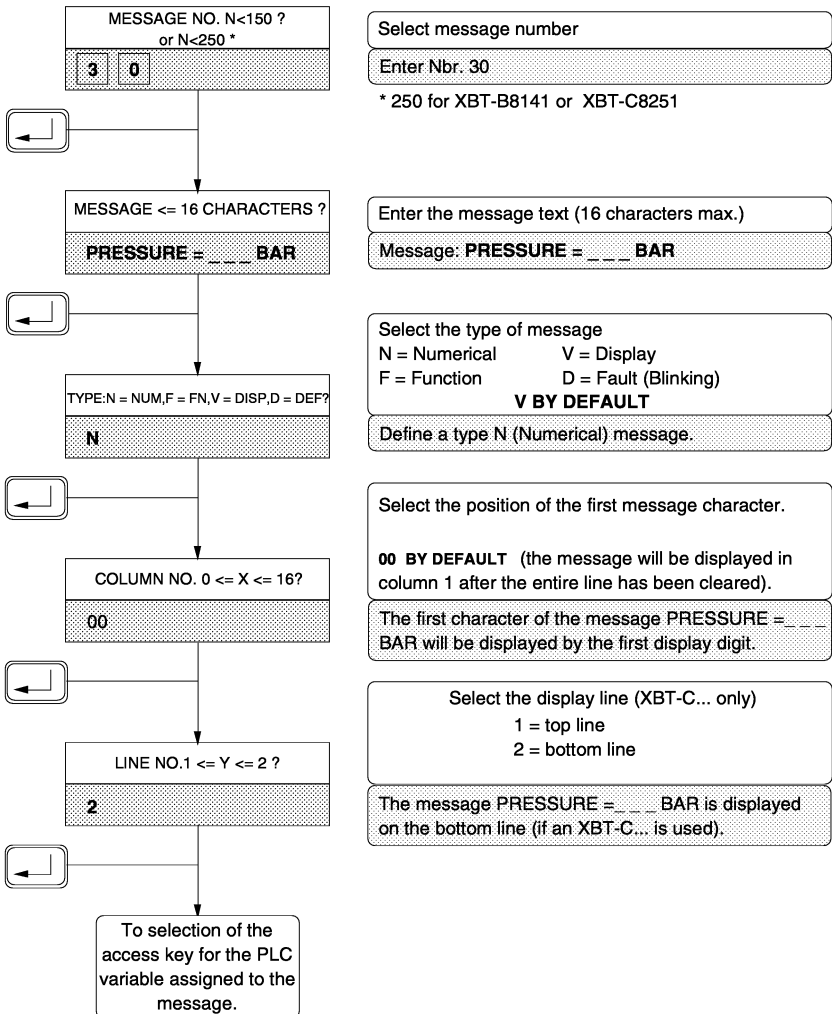 MESSAGE NO. N<150 ?
or N<250 *
3 0
Select message number
Enter Nbr. 30
* 250 for XBT-B8141 or XBT-C8251
MESSAGE <= 16 CHARACTERS ?
PRESSURE = _ _ _ BAR
Enter the message text (16 characters max.)
Message: PRESSURE = _ _ _ BAR
TYPE:N = NUM,F = FN,V = DISP,D = DEF?
N
Select the type of message
N = Numerical V = Display
F = Function D = Fault (Blinking)
V BY DEFAULT
Define a type N (Numerical) message.
COLUMN NO. 0 <= X <= 16?
00
Select the position of the first message character.
00 BY DEFAULT (the message will be displayed in
column 1 after the entire line has been cleared).
The first character of the message PRESSURE =_ _ _
BAR will be displayed by the first display digit.
LINE NO.1 <= Y <= 2 ?
2
Select the display line (XBT-C... only)
1 = top line
2 = bottom line
The message PRESSURE =_ _ _ BAR is displayed
on the bottom line (if an XBT-C... is used).
To selection of the
access key for the PLC
variable assigned to the
message.